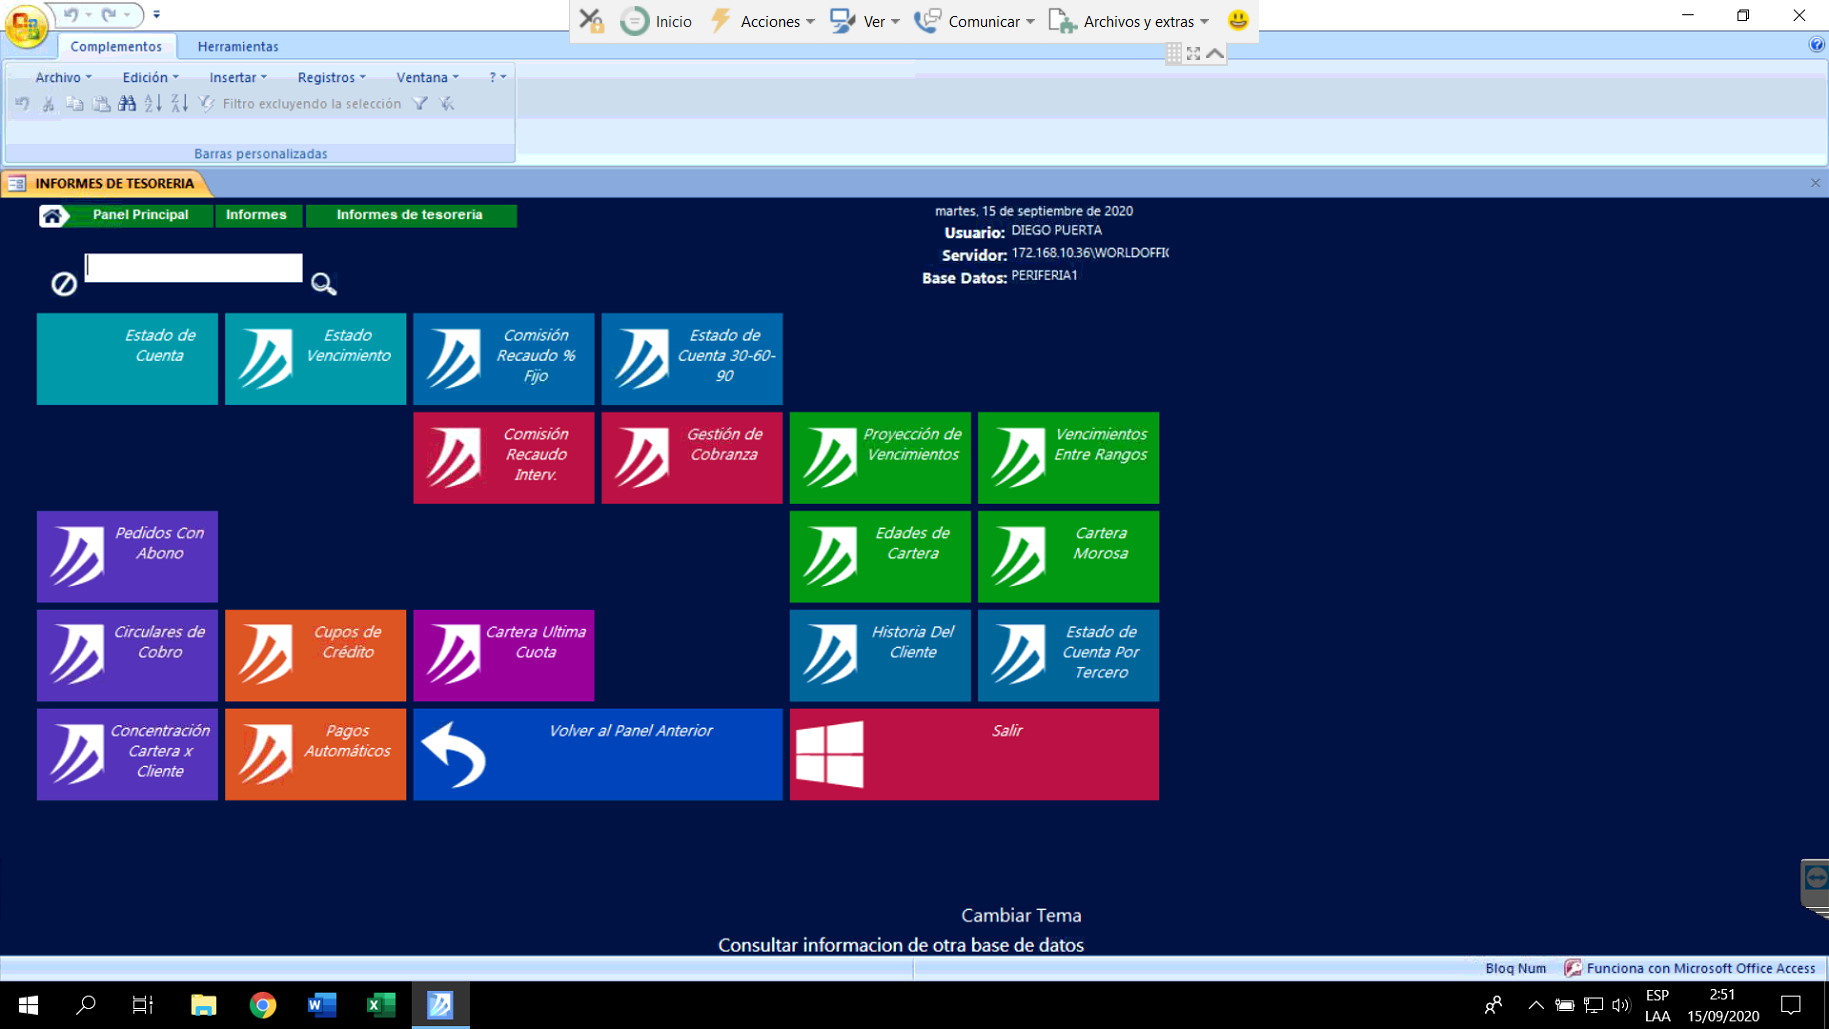 Inicio
Acciones
Ver
Comunicar
Archivos y extras
Complementos
Herramientas
Archivo
Edición
Insertar
Registros
Ventana
?
Filtro excluyendo la selección
Barras personalizadas
INFORMES DE TESORERIA
Panel Principal
Informes
Informes de tesoreria
martes, 15 de septiembre de 2020
Usuario: DIEGO PUERTA
Servidor: 172.168.10.36\WORLDOFFI
Base Datos: PERIFERIA1
Estado de
Cuenta
Estado
Vencimiento
Comisión
Recaudo %
Fijo
Estado de
Cuenta 30-60-
90
Comisión
Recaudo
Interv.
Gestión de
Cobranza
Proyección de
Vencimientos
Vencimientos
Entre Rangos
Pedidos Con
Abono
Edades de
Cartera
Cartera
Morosa
Circulares de
Cobro
Cupos de
Crédito
Cartera Ultima
Cuota
Historia Del
Cliente
Estado de
Cuenta Por
Tercero
Concentración
Cartera x
Cliente
Pagos
Automáticos
Volver al Panel Anterior
Salir
Cambiar Tema
Consultar informacion de otra base de datos
Bloq Num
Funciona con Microsoft Office Access
ESP
LAA
2:51
15/09/2020